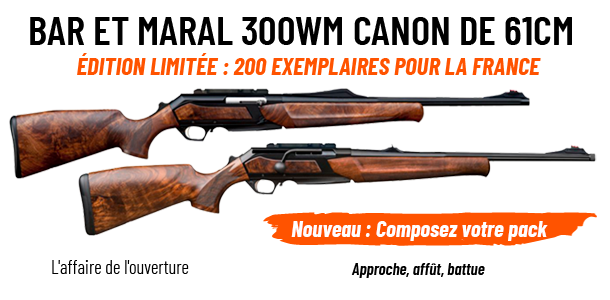 BAR ET MARAL 300WM CANON DE 61CM
ÉDITION LIMITÉE : 200 EXEMPLAIRES POUR LA FRANCE
Nouveau : Composez votre pack
L'affaire de l'ouverture
Approche, affût, battue